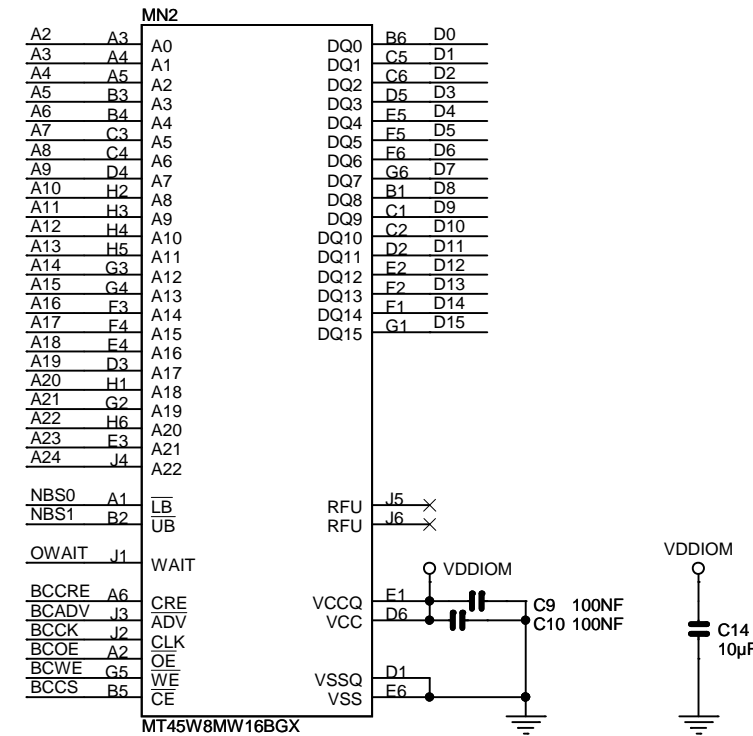 MN2
A2 A3 A0 DQ0 B6 D0
A3 A4 A1 DQ1 C5 D1
A4 A5 A2 DQ2 C6 D2
A5 B3 A3 DQ3 D5 D3
A6 B4 A4 DQ4 E5 D4
A7 C3 A5 DQ5 F5 D5
A8 C4 A6 DQ6 F6 D6
A9 D4 A7 DQ7 G6 D7
A10 H2 A8 DQ8 B1 D8
A11 H3 A9 DQ9 C1 D9
A12 H4 A10 DQ10 C2 D10
A13 H5 A11 DQ11 D2 D11
A14 G3 A12 DQ12 E2 D12
A15 G4 A13 DQ13 F2 D13
A16 F3 A14 DQ14 F1 D14
A17 F4 A15 DQ15 G1 D15
A18 E4 A16
A19 D3 A17
A20 H1 A18
A21 G2 A19
A22 H6 A20
A23 E3 A21
A24 J4 A22
NBS0 A1 LB RFU J5
NBS1 B2 UB RFU J6
OWAIT J1 WAIT
VDDIOM
VDDIOM
BCCRE A6 CRE VCCQ E1 C9 100NF
BCADV J3 ADV VCC D6 C10 100NF
BCCK J2 CLK
BCOE A2 OE
BCWE G5 WE VSSQ D1
BCCS B5 CE VSS E6
C14
10µF
MT45W8MW16BGX